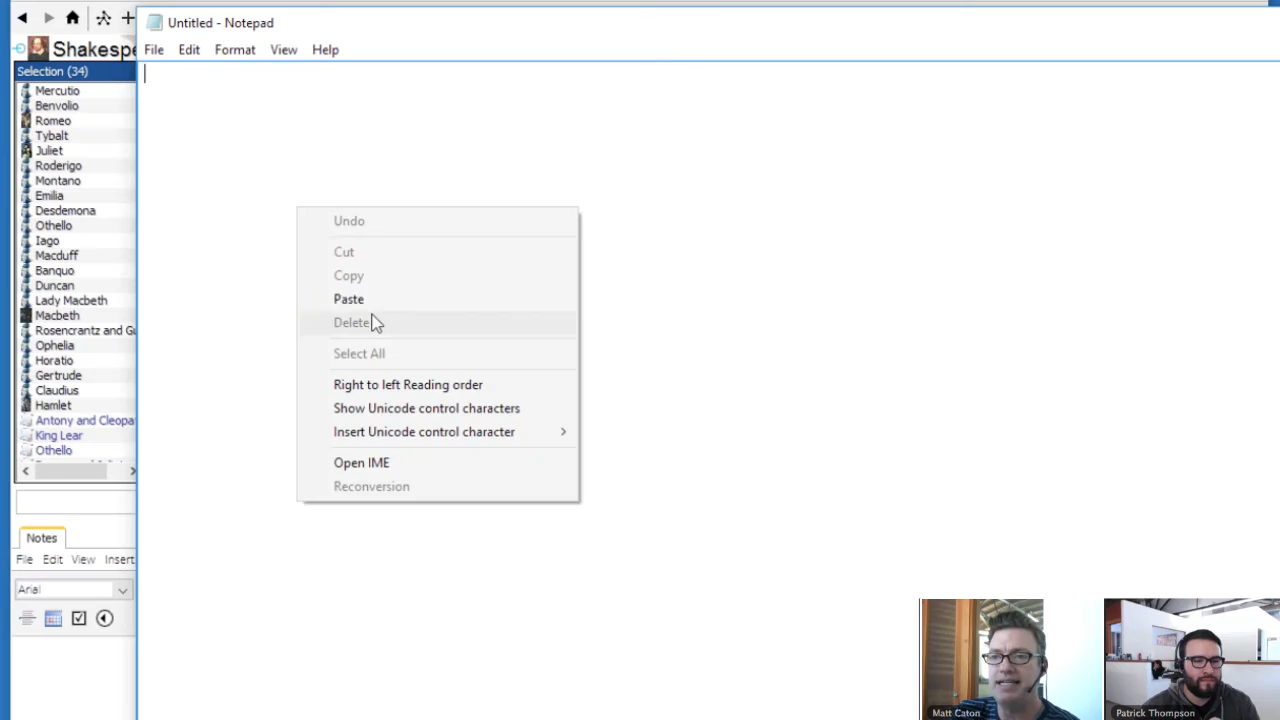 Untitled - Notepad
File Edit Format View Help
Shakespe
Selection (34)
Mercutio
Benvolio
Romeo
Tybalt
Juliet
Roderigo
Montano
Emilia
Desdemona
Othello
Iago
Macduff
Banquo
Duncan
Lady Macbeth
Macbeth
Rosencrantz and Gu
Ophelia
Horatio
Gertrude
Claudius
Hamlet
Antony and Cleopa
King Lear
Othello
Notes
File Edit View Insert
Arial
Undo
Cut
Copy
Paste
Delete
Select All
Right to left Reading order
Show Unicode control characters
Insert Unicode control character
Open IME
Reconversion
Matt Caton
Patrick Thompson